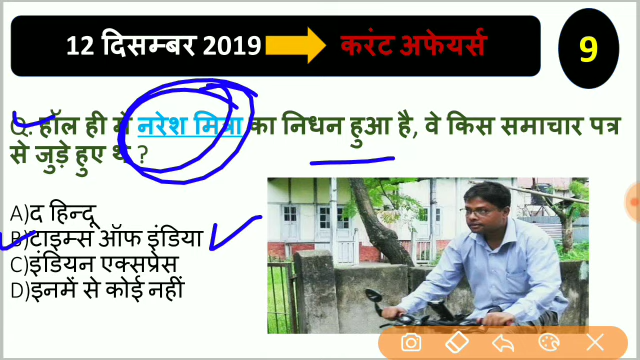 12 दिसम्बर 2019 करंट अफेयर्स
9
Q. हॉल ही मे नरेश मित्रा का निधन हुआ है, वे किस समाचार पत्र
से जुड़े हुए थे ?
A)द हिन्दू
B)टाइम्स ऑफ इंडिया
C)इंडियन एक्सप्रेस
D)इनमें से कोई नहीं